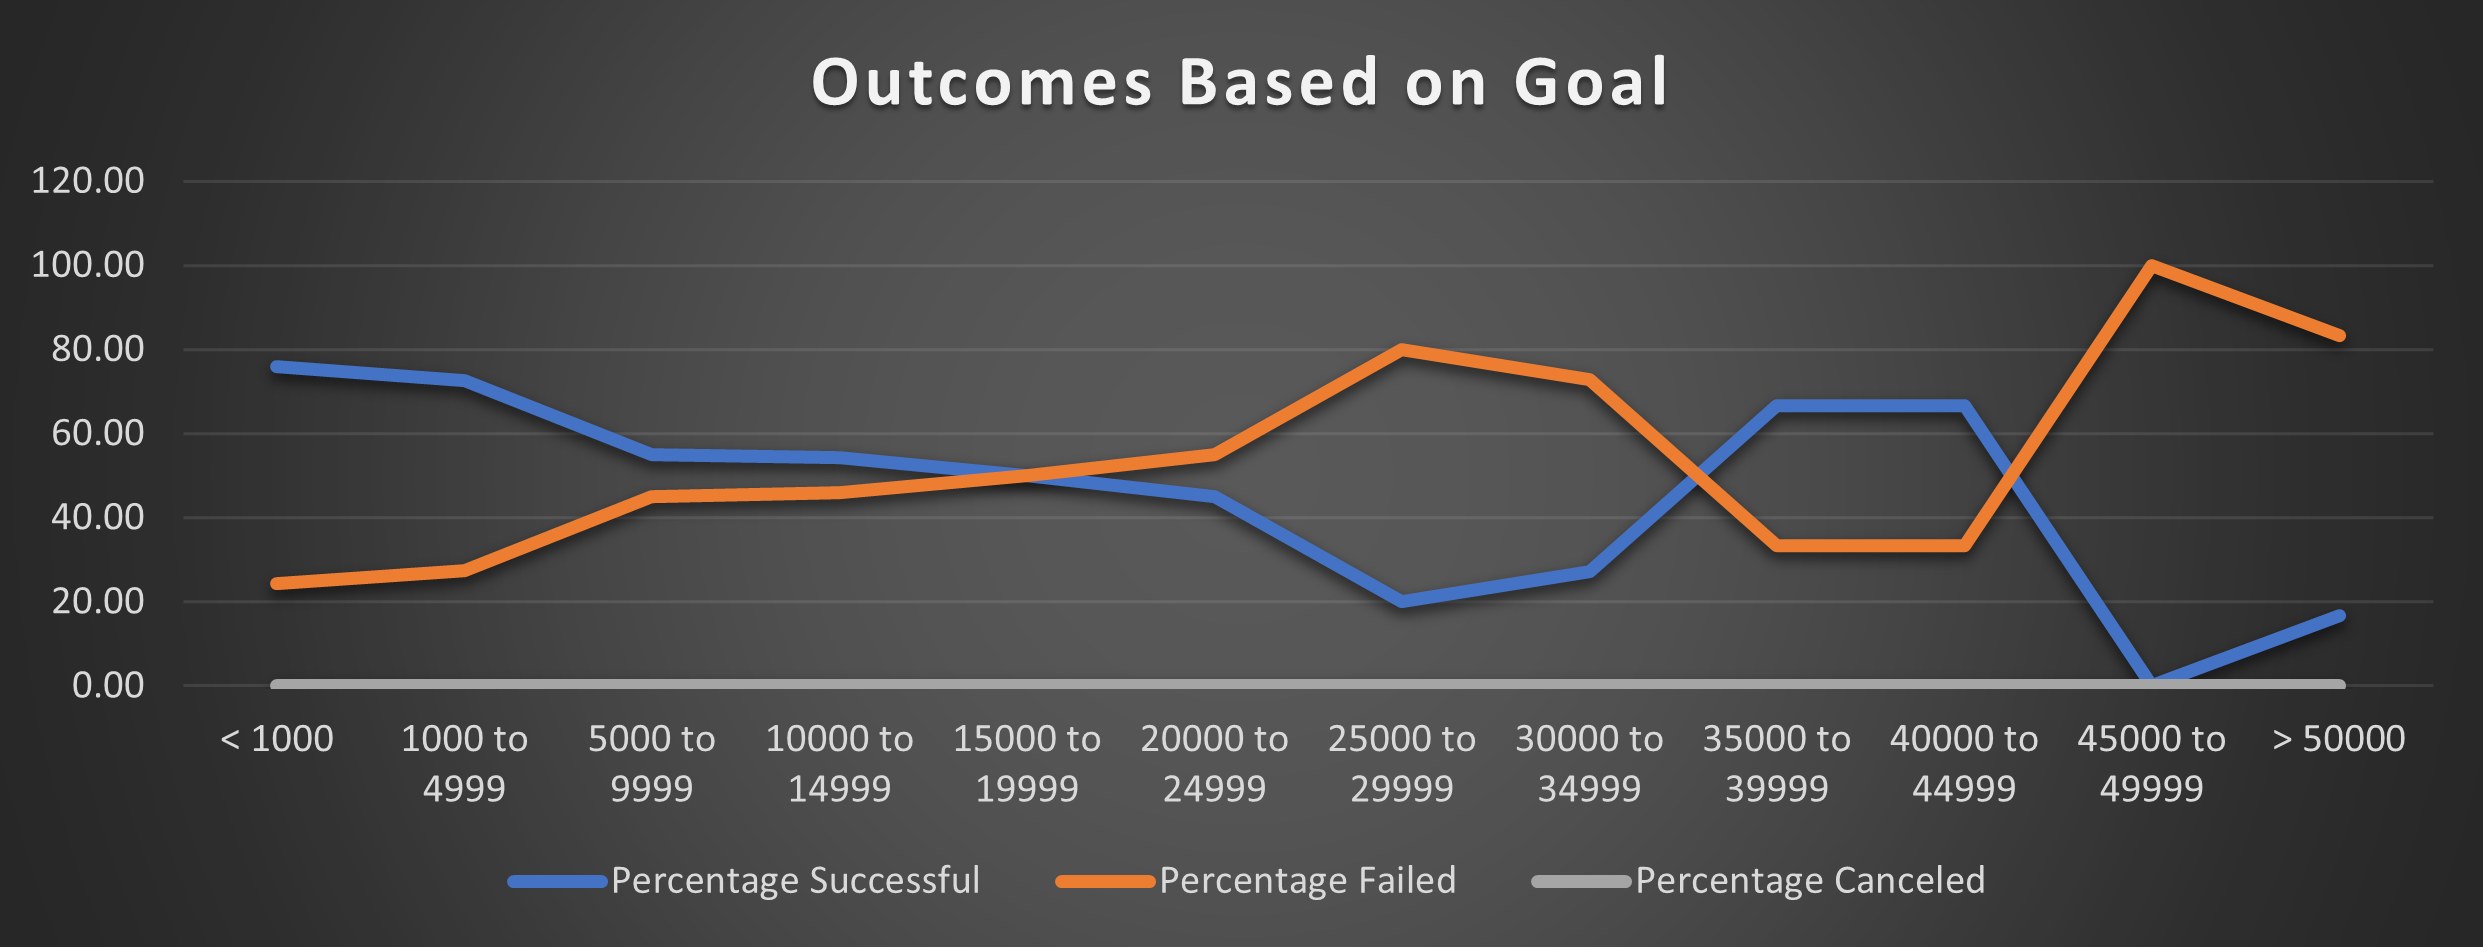 Outcomes Based on Goal
120.00
100.00
80.00
60.00
40.00
20.00
0.00
< 1000
1000 to
4999
5000 to
9999
10000 to
14999
15000 to
19999
20000 to
24999
25000 to
29999
30000 to
34999
35000 to
39999
40000 to
44999
45000 to
49999
> 50000
Percentage Successful
Percentage Failed
Percentage Canceled